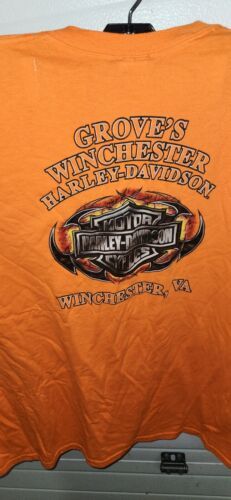 GROVE'S
WINCHESTER
HARLEY-DAVIDSON
MOTOR
HARLEY-DAVIDSON
CYCLES
WINCHESTER, VA